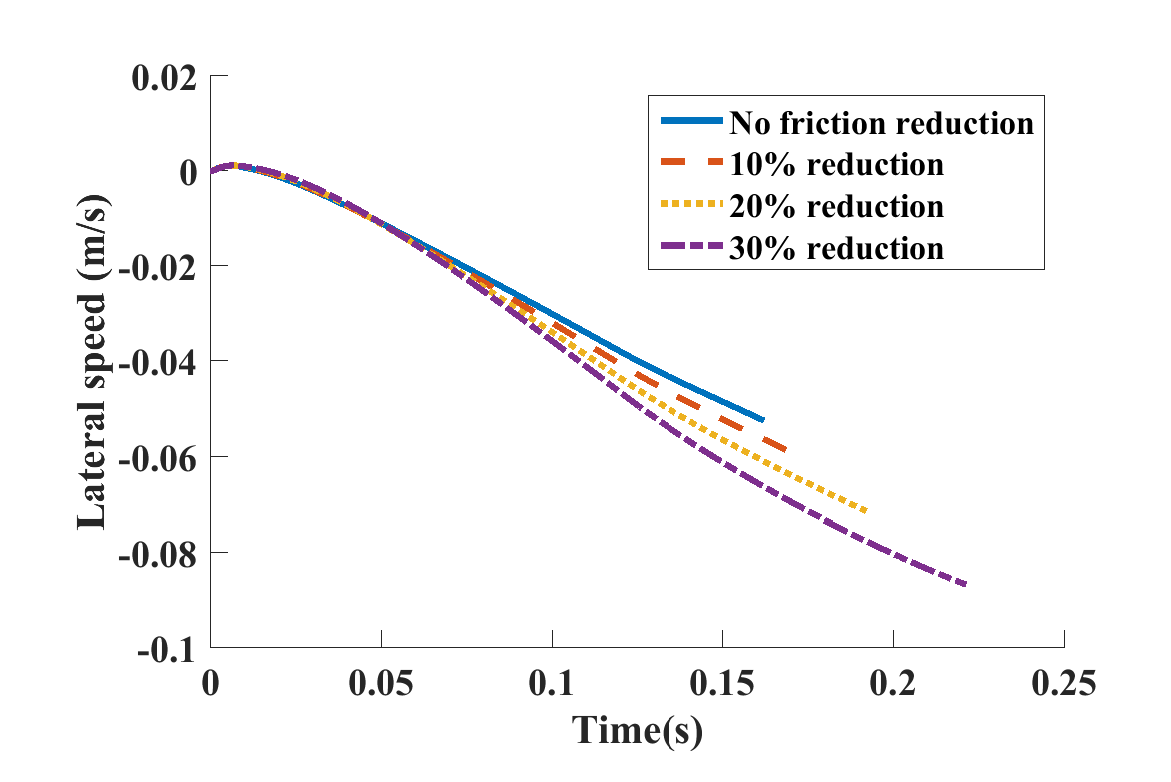 0.02
0
-0.02
-0.04
-0.06
-0.08
-0.1
Lateral speed (m/s)
No friction reduction
10% reduction
20% reduction
30% reduction
0 0.05 0.1 0.15 0.2 0.25
Time(s)